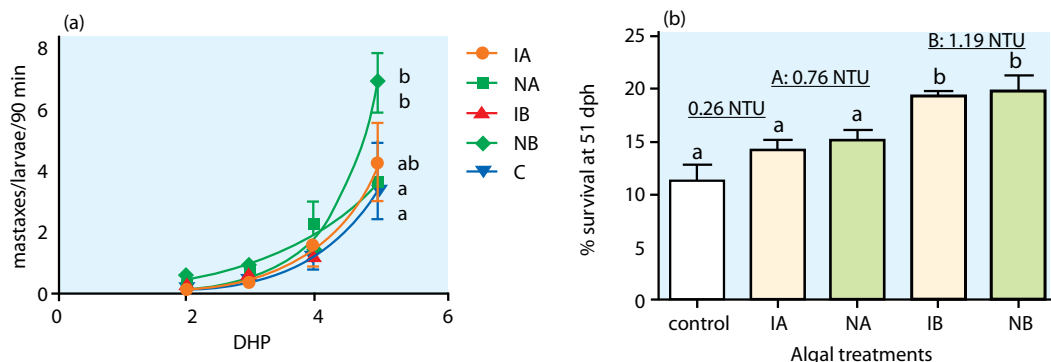 (a)
mastaxes/larvae/90 min
8
6
4
2
0
0
2
4
6
DHP
b
b
ab
a
a
IA
NA
IB
NB
C
(b)
% survival at 51 dph
25
20
15
10
5
0
0.26 NTU
A: 0.76 NTU
B: 1.19 NTU
a
a
a
b
b
control
IA
NA
IB
NB
Algal treatments